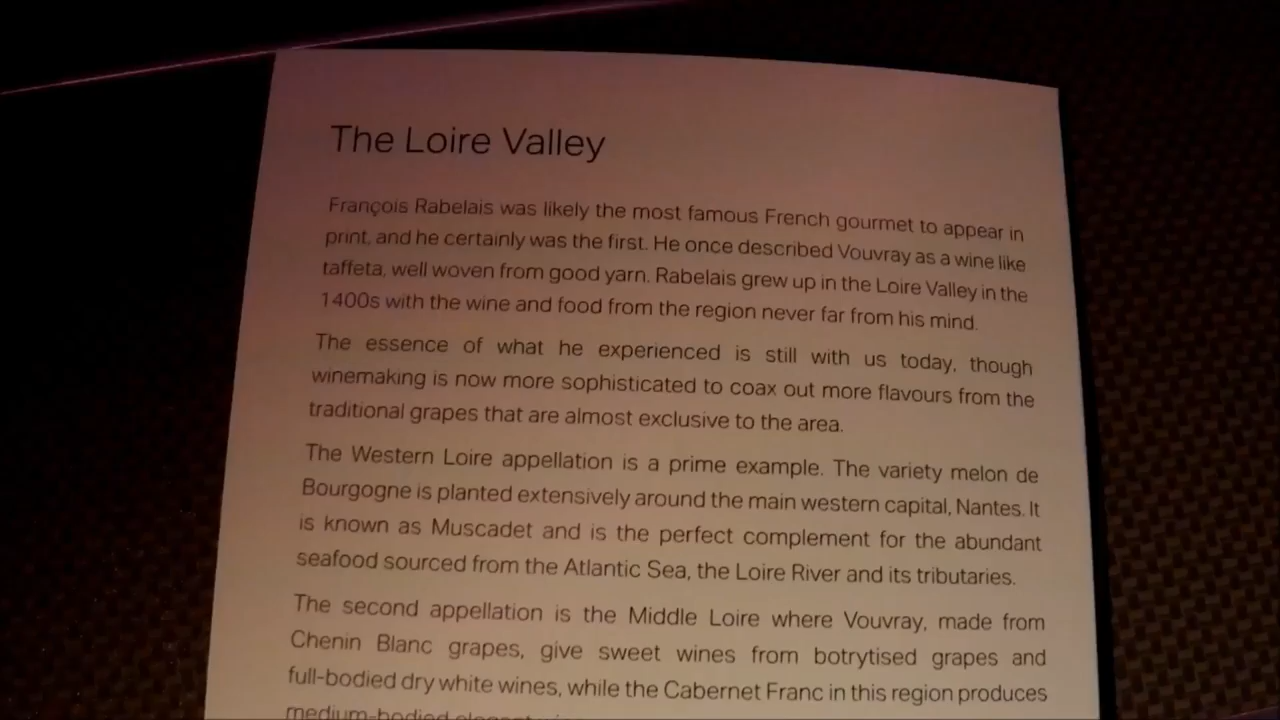 The Loire Valley
François Rabelais was likely the most famous French gourmet to appear in
print, and he certainly was the first. He once described Vouvray as a wine like
taffeta, well woven from good yarn. Rabelais grew up in the Loire Valley in the
1400s with the wine and food from the region never far from his mind.
The essence of what he experienced is still with us today, though
winemaking is now more sophisticated to coax out more flavours from the
traditional grapes that are almost exclusive to the area.
The Western Loire appellation is a prime example. The variety melon de
Bourgogne is planted extensively around the main western capital, Nantes. It
is known as Muscadet and is the perfect complement for the abundant
seafood sourced from the Atlantic Sea, the Loire River and its tributaries.
The second appellation is the Middle Loire where Vouvray, made from
Chenin Blanc grapes, give sweet wines from botrytised grapes and
full-bodied dry white wines, while the Cabernet Franc in this region produces
medium-bodied elegant